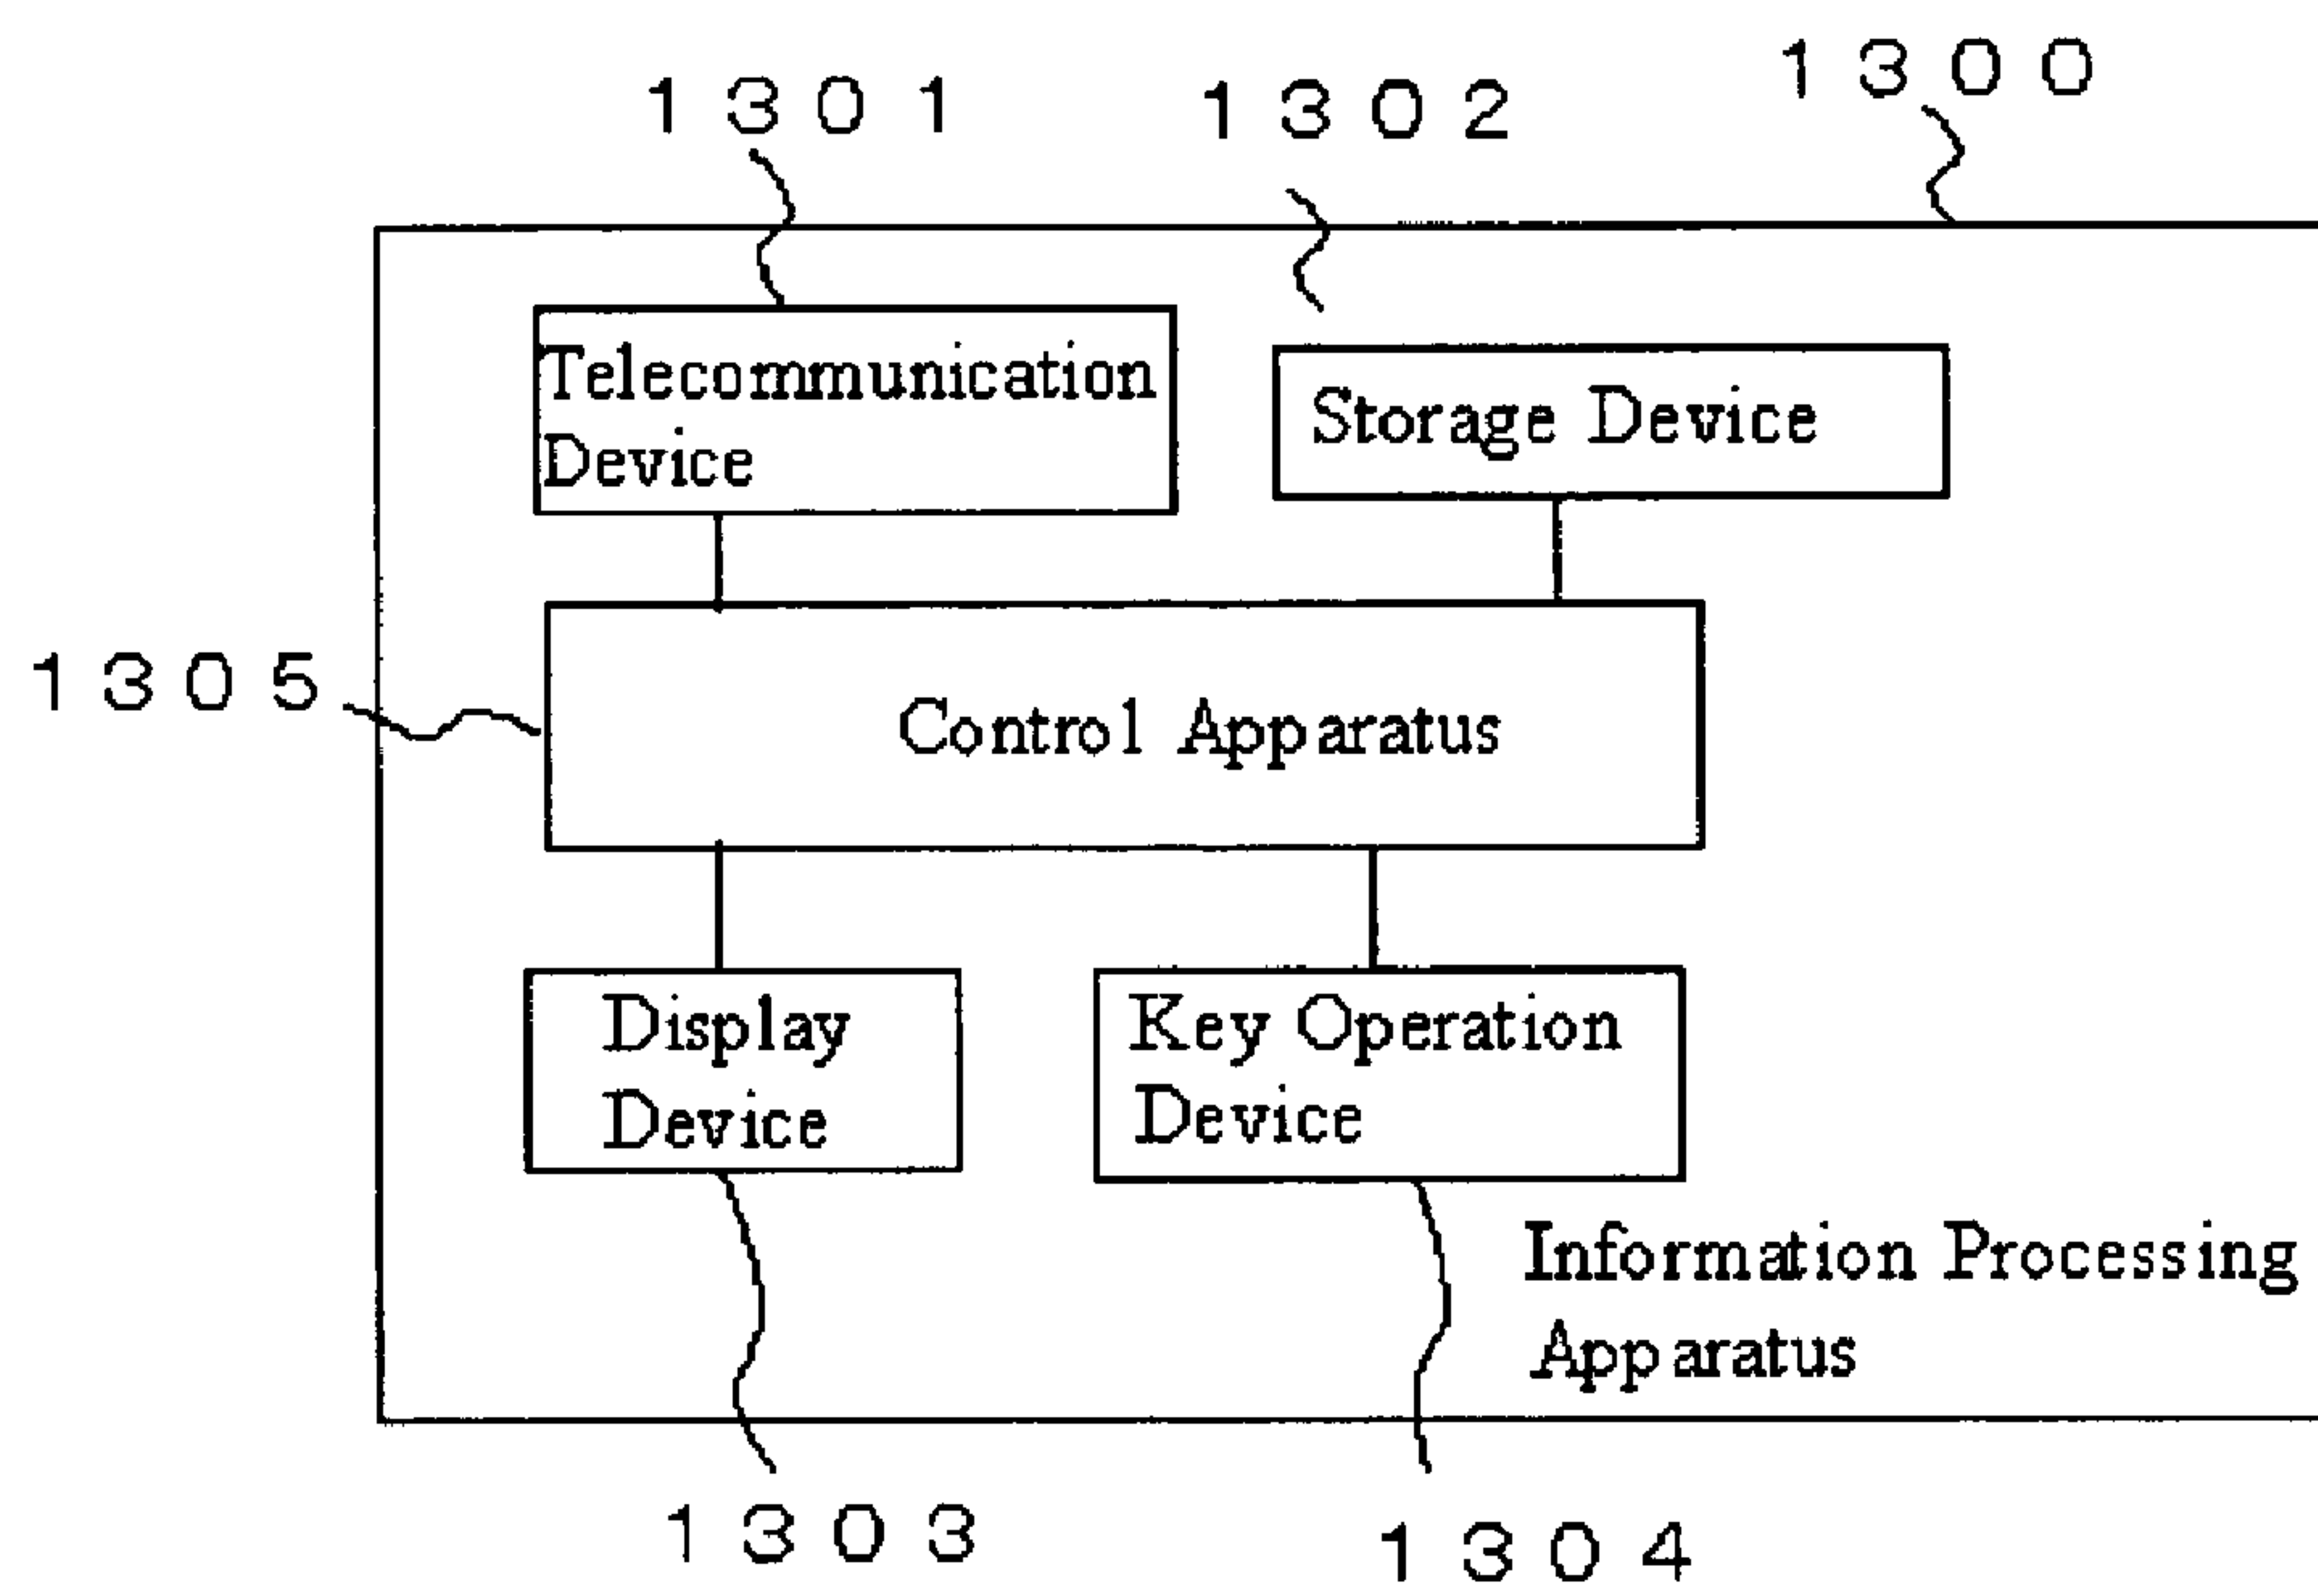 1301
1302
1300
Telecommunication
Device
Storage Device
1305
Control Apparatus
Display
Device
Key Operation
Device
Information Processing
Apparatus
1303
1304